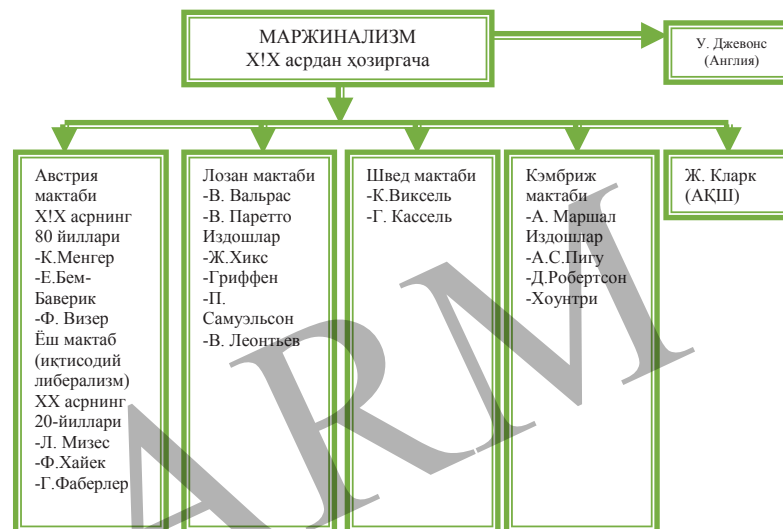 МАРЖИНАЛИЗМ
Х!Х асрдан ҳозиргача
У. Джевонс
(Англия)
Австрия
мактаби
Х!Х асрнинг
80 йиллари
-К.Менгер
-Е.Бем-
Баверик
-Ф. Визер
Ёш мактаб
(иқтисодий
либерализм)
ХХ асрнинг
20-йиллари
-Л. Мизес
-Ф.Хайек
-Г.Фаберлер
Лозан мактаби
-В. Вальрас
-В. Паретто
Издошлар
-Ж.Хикс
-Гриффен
-П.
Самуэльсон
-В. Леонтьев
Швед мактаби
-К.Виксель
-Г. Кассель
Кэмбриж
мактаби
-А. Маршал
Издошлар
-А.С.Пигу
-Д.Робертсон
-Хоунтри
Ж. Кларк
(АҚШ)
ARM